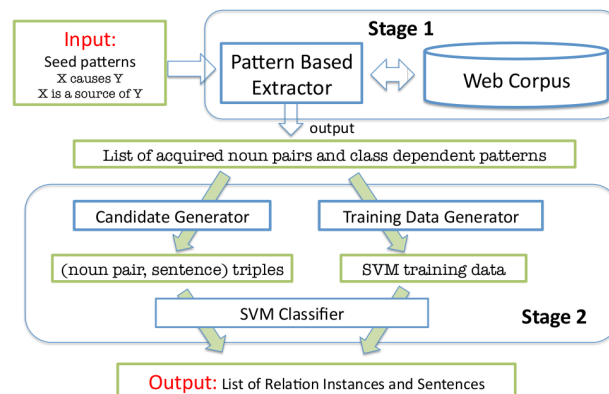 Input:
Seed patterns
X causes Y
X is a source of Y
Stage 1
Pattern Based
Extractor
Web Corpus
output
List of acquired noun pairs and class dependent patterns
Candidate Generator
Training Data Generator
(noun pair, sentence) triples
SVM training data
SVM Classifier
Stage 2
Output: List of Relation Instances and Sentences